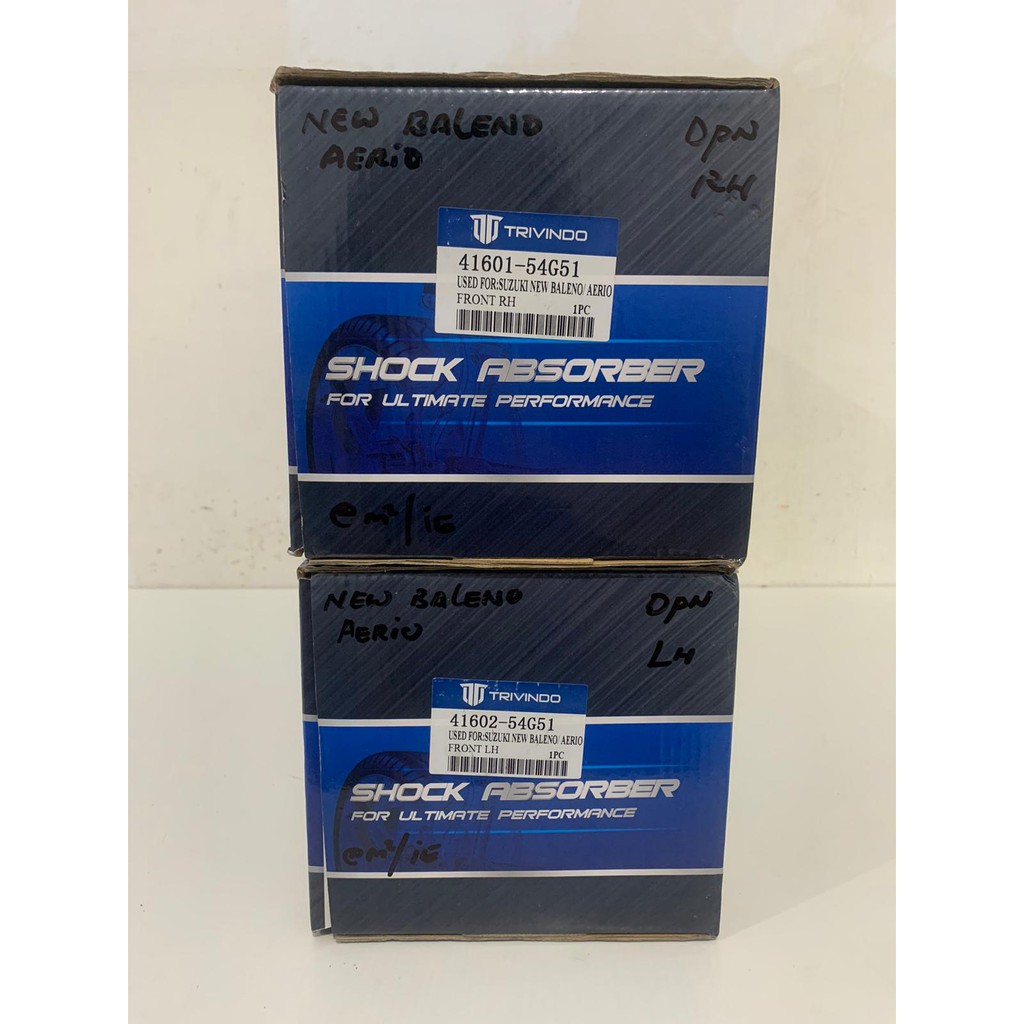 NEW BALENO
AERIO
DPN
RH
TRIVINDO
41601-54G51
USED FOR:SUZUKI NEW BALENO/ AERIO
FRONT RH
1PC
SHOCK ABSORBER
FOR ULTIMATE PERFORMANCE
NEW BALENO
AERIO
DPN
LH
TRIVINDO
41602-54G51
USED FOR:SUZUKI NEW BALENO/ AERIO
FRONT LH
1PC
SHOCK ABSORBER
FOR ULTIMATE PERFORMANCE